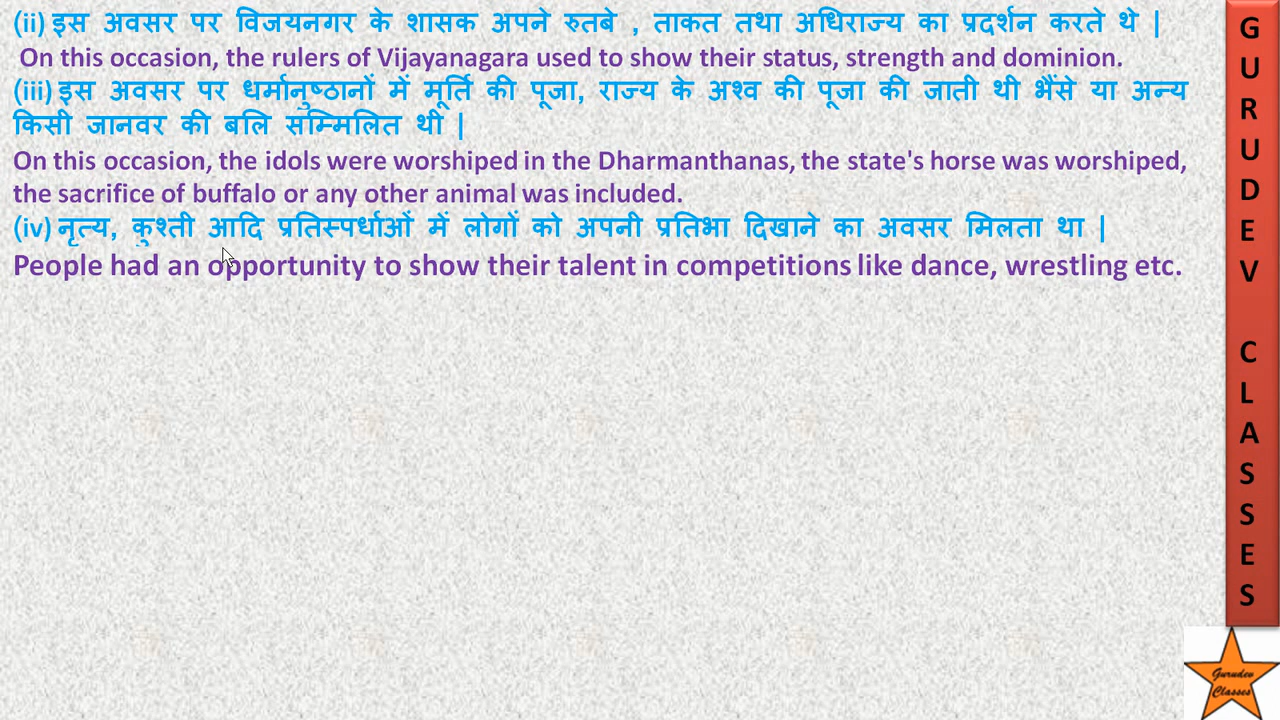 (ii) इस अवसर पर विजयनगर के शासक अपने रुतबे , ताकत तथा अधिराज्य का प्रदर्शन करते थे |
On this occasion, the rulers of Vijayanagara used to show their status, strength and dominion.
(iii) इस अवसर पर धर्मानुष्ठानों में मूर्ति की पूजा, राज्य के अश्व की पूजा की जाती थी भैंसे या अन्य
किसी जानवर की बलि सम्मिलित थी |
On this occasion, the idols were worshiped in the Dharmanthanas, the state's horse was worshiped,
the sacrifice of buffalo or any other animal was included.
(iv) नृत्य, कुश्ती आदि प्रतिस्पर्धाओं में लोगों को अपनी प्रतिभा दिखाने का अवसर मिलता था |
People had an opportunity to show their talent in competitions like dance, wrestling etc.
GURUDEV CLASSES
Gurudev
Classes